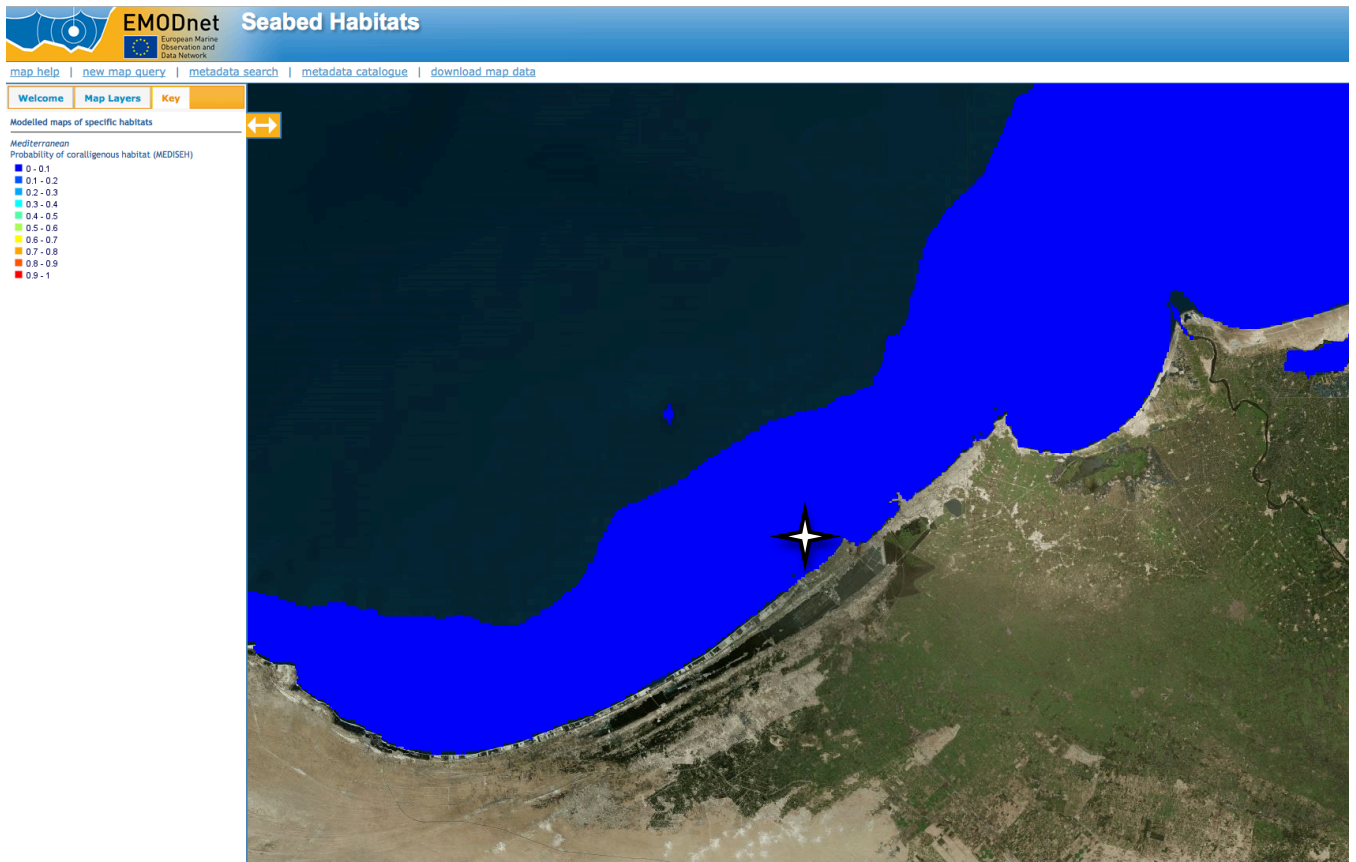 EMODnet
Seabed Habitats
European Marine
Observation and
Data Network
map help | new map query | metadata search | metadata catalogue | download map data
Welcome Map Layers Key
Modelled maps of specific habitats
Mediterranean
Probability of coralligenous habitat (MEDISEH)
0 - 0.1
0.1 - 0.2
0.2 - 0.3
0.3 - 0.4
0.4 - 0.5
0.5 - 0.6
0.6 - 0.7
0.7 - 0.8
0.8 - 0.9
0.9 - 1